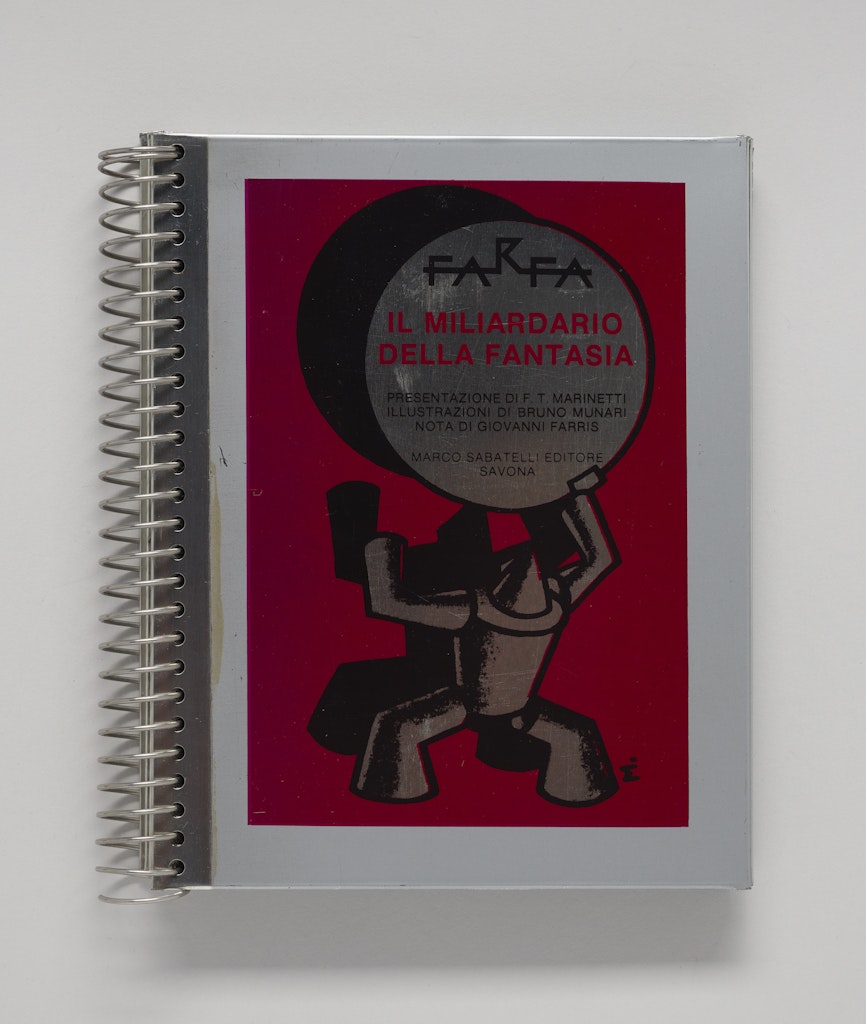 FARFA
IL MILIARDARIO
DELLA FANTASIA
PRESENTAZIONE DI F. T. MARINETTI
ILLUSTRAZIONI DI BRUNO MUNARI
NOTA DI GIOVANNI FARRIS
MARCO SABATELLI EDITORE
SAVONA